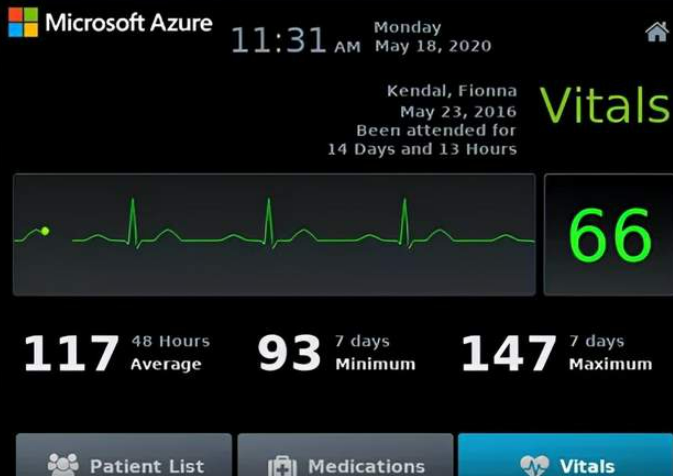 Microsoft Azure
11:31 AM
Monday
May 18, 2020
Kendal, Fionna
May 23, 2016
Been attended for
14 Days and 13 Hours
Vitals
66
117
48 Hours
Average
93
7 days
Minimum
147
7 days
Maximum
Patient List
Medications
Vitals